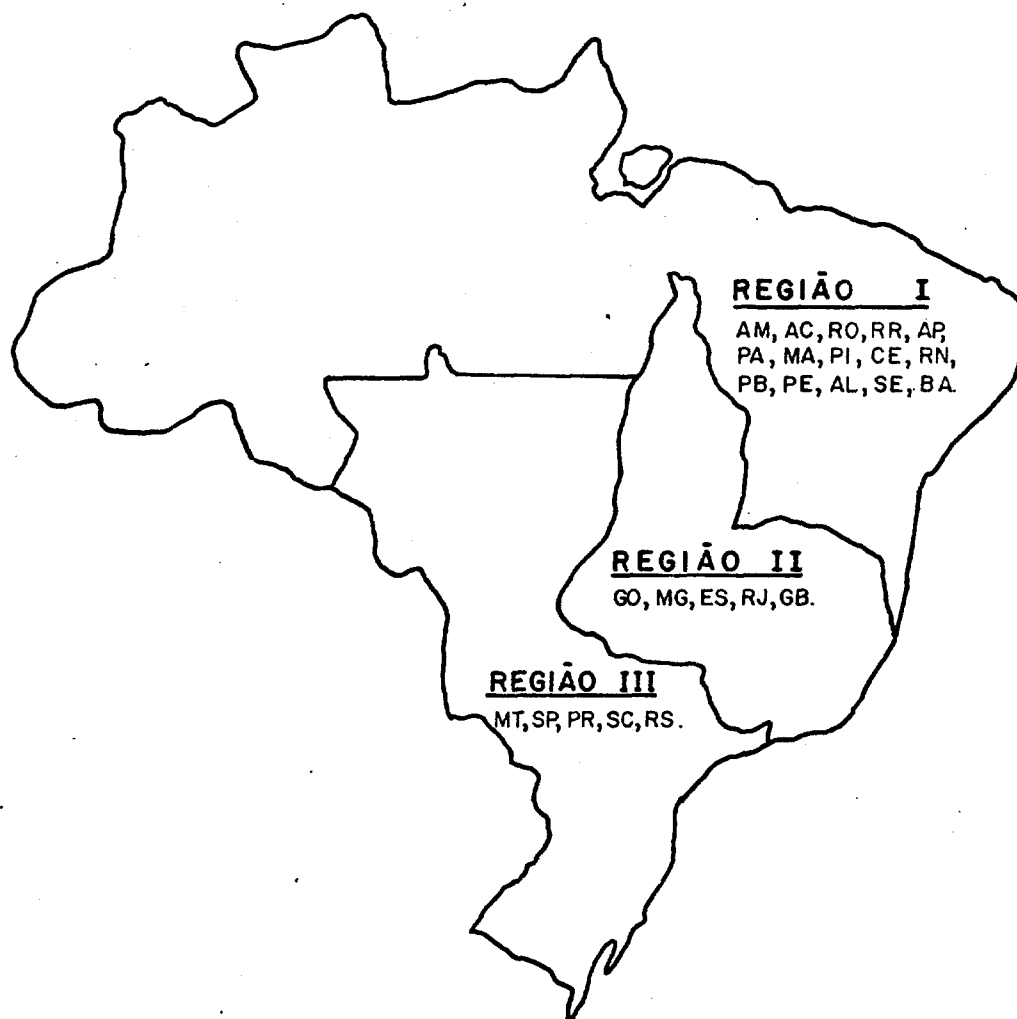 REGIÃO I
AM, AC, RO, RR, AP,
PA, MA, PI, CE, RN,
PB, PE, AL, SE, BA.
REGIÃO II
GO, MG, ES, RJ, GB.
REGIÃO III
MT, SP, PR, SC, RS.